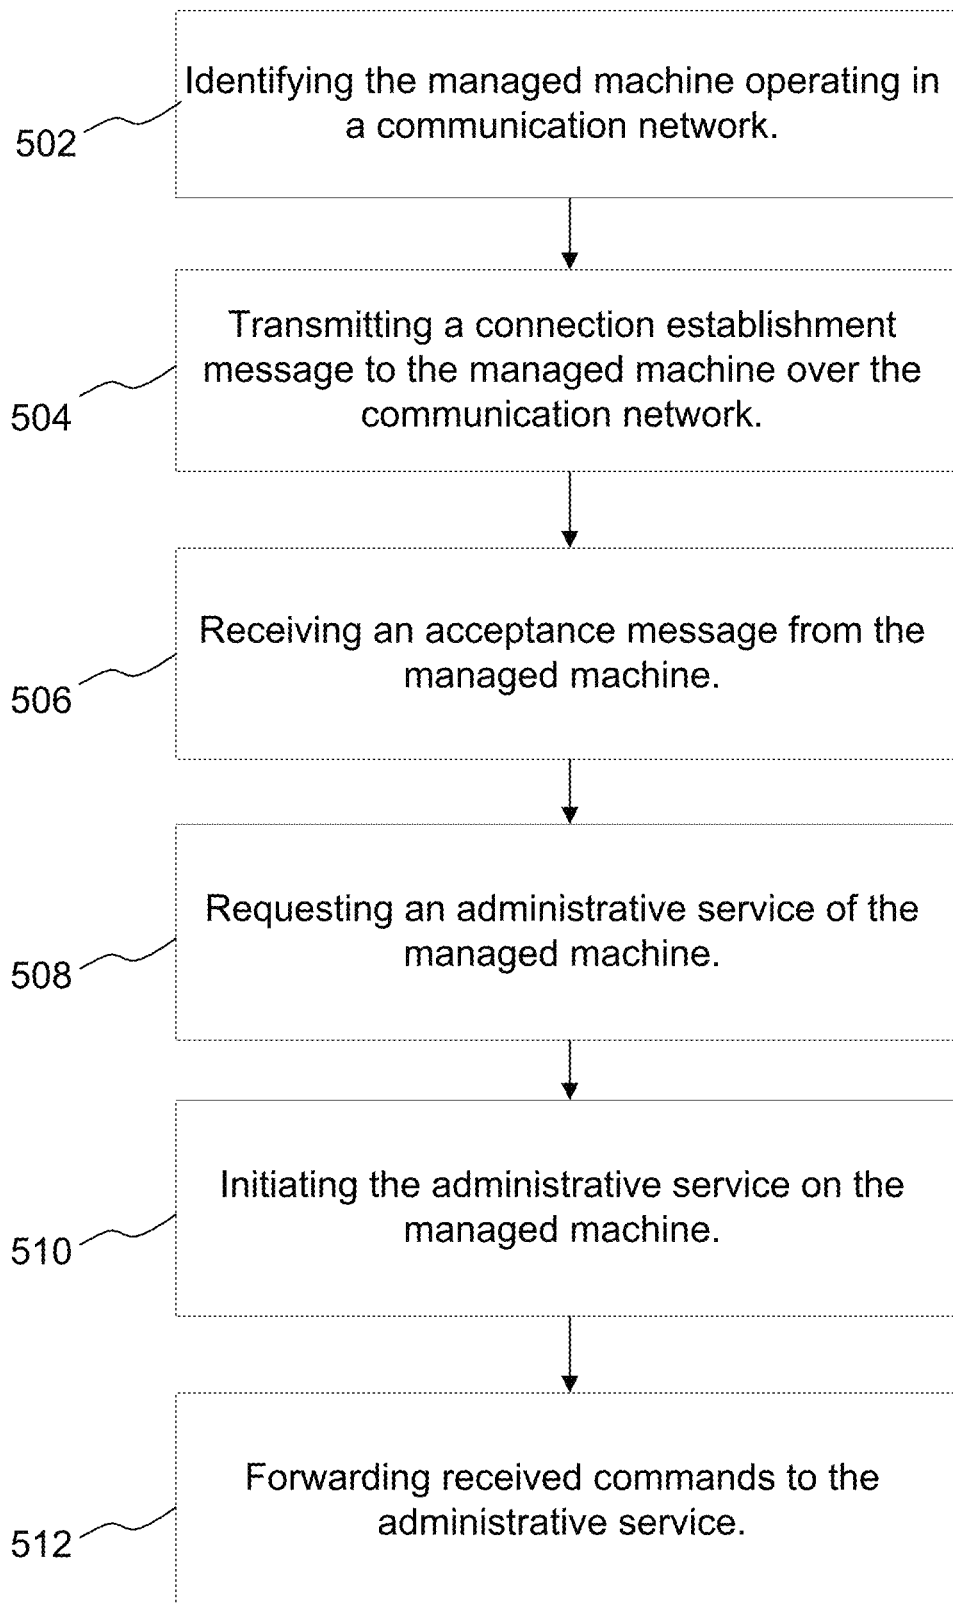 Identifying the managed machine operating in
a communication network.
502
Transmitting a connection establishment
message to the managed machine over the
communication network.
504
Receiving an acceptance message from the
managed machine.
506
Requesting an administrative service of the
managed machine.
508
Initiating the administrative service on the
managed machine.
510
Forwarding received commands to the
administrative service.
512